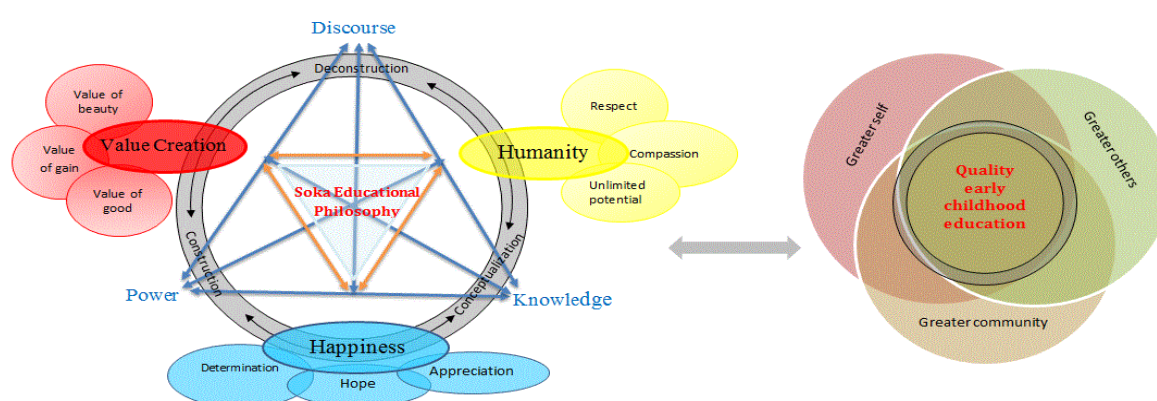 Discourse
Deconstruction
Value of
beauty
Value Creation
Value
of gain
Value of
good
Respect
Humanity
Compassion
Unlimited
potential
Soka Educational
Philosophy
Construction
Conceptualization
Power
Knowledge
Happiness
Determination
Hope
Appreciation
Greater self
Greater others
Quality
early
childhood
education
Greater community